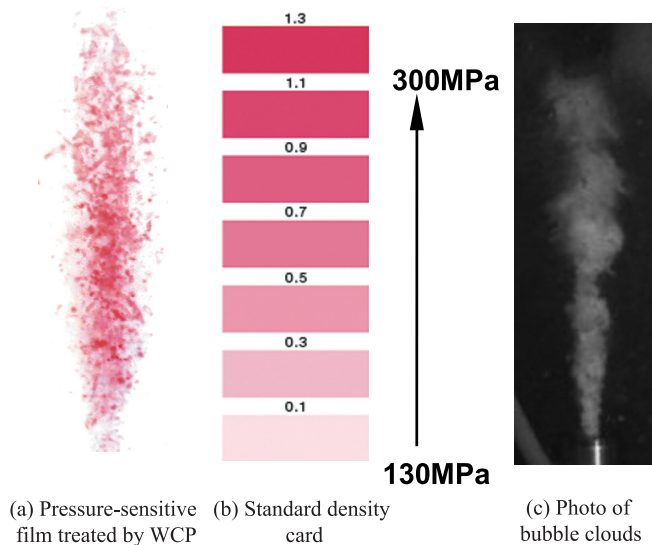 1.3
1.1
0.9
0.7
0.5
0.3
0.1
300MPa
130MPa
(a) Pressure-sensitive
film treated by WCP
(b) Standard density
card
(c) Photo of
bubble clouds